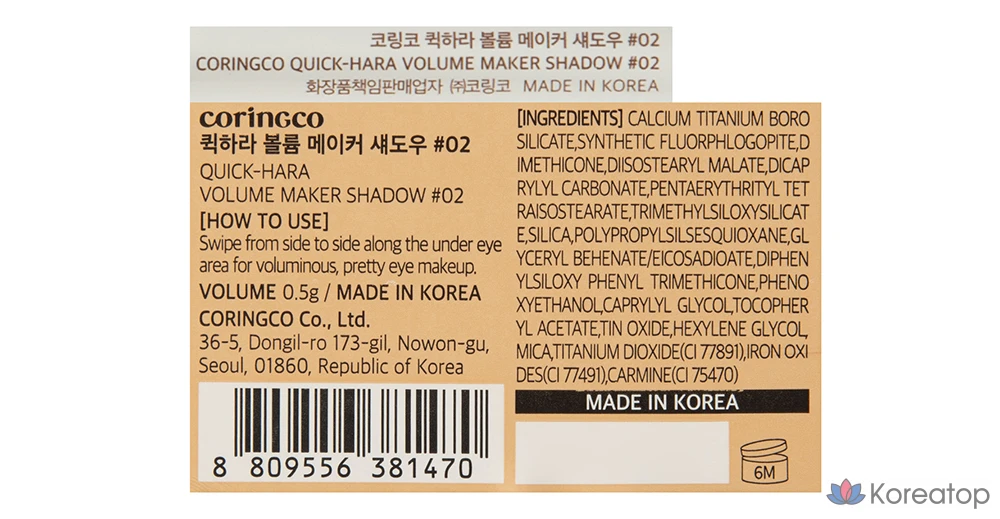 코링코 퀵하라 볼륨 메이커 섀도우 #02
CORINGCO QUICK-HARA VOLUME MAKER SHADOW #02
화장품책임판매업자 ㈜코링코 MADE IN KOREA
coringco
퀵하라 볼륨 메이커 섀도우 #02
QUICK-HARA
VOLUME MAKER SHADOW #02
[HOW TO USE]
Swipe from side to side along the under eye
area for voluminous, pretty eye makeup.
VOLUME 0.5g / MADE IN KOREA
CORINGCO Co., Ltd.
36-5, Dongil-ro 173-gil, Nowon-gu,
Seoul, 01860, Republic of Korea
8 809556 381470
[INGREDIENTS] CALCIUM TITANIUM BORO
SILICATE,SYNTHETIC FLUORPHLOGOPITE,D
IMETHICONE,DIISOSTEARYL MALATE,DICAP
RYLYL CARBONATE,PENTAERYTHRITYL TET
RAISOSTEARATE,TRIMETHYLSILOXYSILICAT
E,SILICA,POLYPROPYLSILSESQUIOXANE,GL
YCERYL BEHENATE/EICOSADIOATE,DIPHEN
YLSILOXY PHENYL TRIMETHICONE,PHENO
XYETHANOL,CAPRYLYL GLYCOL,TOCOPHER
YL ACETATE,TIN OXIDE,HEXYLENE GLYCOL,
MICA,TITANIUM DIOXIDE(CI 77891),IRON OXI
DES(CI 77491),CARMINE(CI 75470)
MADE IN KOREA
6M
Koreatop